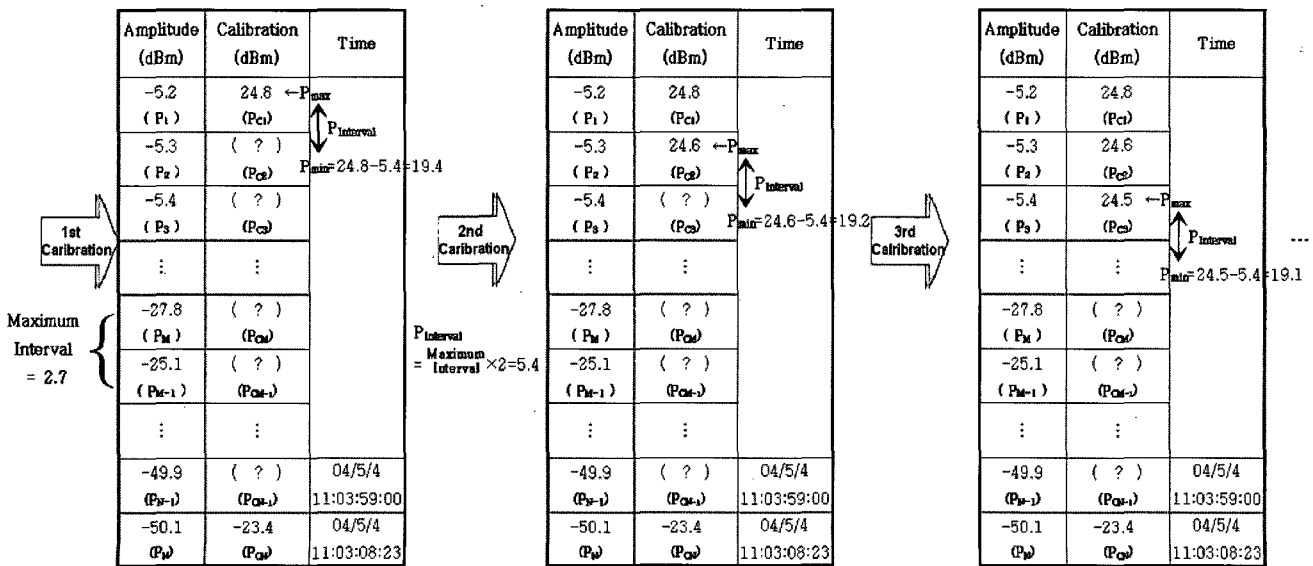 Amplitude Calibration Time
(dBm) (dBm)
-5.2 24.8 ←Pmax
( P1 ) (PC1)
PInterval
-5.3 ( ? )
( P2 ) (PC2) Pmin=24.8-5.4=19.4
-5.4 ( ? )
( P3 ) (PC3)
1st
Caribration
⋮ ⋮
-27.8 ( ? )
( PM ) (PCM)
-25.1 ( ? )
( PM-1 ) (PCM-1)
Maximum
Interval
= 2.7
⋮ ⋮
-49.9 ( ? ) 04/5/4
(PN-1) (PCN-1) 11:03:59:00
-50.1 -23.4 04/5/4
(PN) (PCN) 11:03:08:23
PInterval
= Maximum
Interval ×2=5.4
Amplitude Calibration Time
(dBm) (dBm)
-5.2 24.8
( P1 ) (PC1)
-5.3 24.6 ←Pmax
( P2 ) (PC2)
PInterval
-5.4 ( ? )
( P3 ) (PC3) Pmin=24.6-5.4=19.2
2nd
Caribration
⋮ ⋮
-27.8 ( ? )
( PM ) (PCM)
-25.1 ( ? )
( PM-1 ) (PCM-1)
⋮ ⋮
-49.9 ( ? ) 04/5/4
(PN-1) (PCN-1) 11:03:59:00
-50.1 -23.4 04/5/4
(PN) (PCN) 11:03:08:23
Amplitude Calibration Time
(dBm) (dBm)
-5.2 24.8
( P1 ) (PC1)
-5.3 24.6
( P2 ) (PC2)
-5.4 24.5 ←Pmax
( P3 ) (PC3)
PInterval
3rd
Calribration
⋮ ⋮
Pmin=24.5-5.4=19.1
-27.8 ( ? )
( PM ) (PCM)
-25.1 ( ? )
( PM-1 ) (PCM-1)
⋮ ⋮
-49.9 ( ? ) 04/5/4
(PN-1) (PCN-1) 11:03:59:00
-50.1 -23.4 04/5/4
(PN) (PCN) 11:03:08:23
...